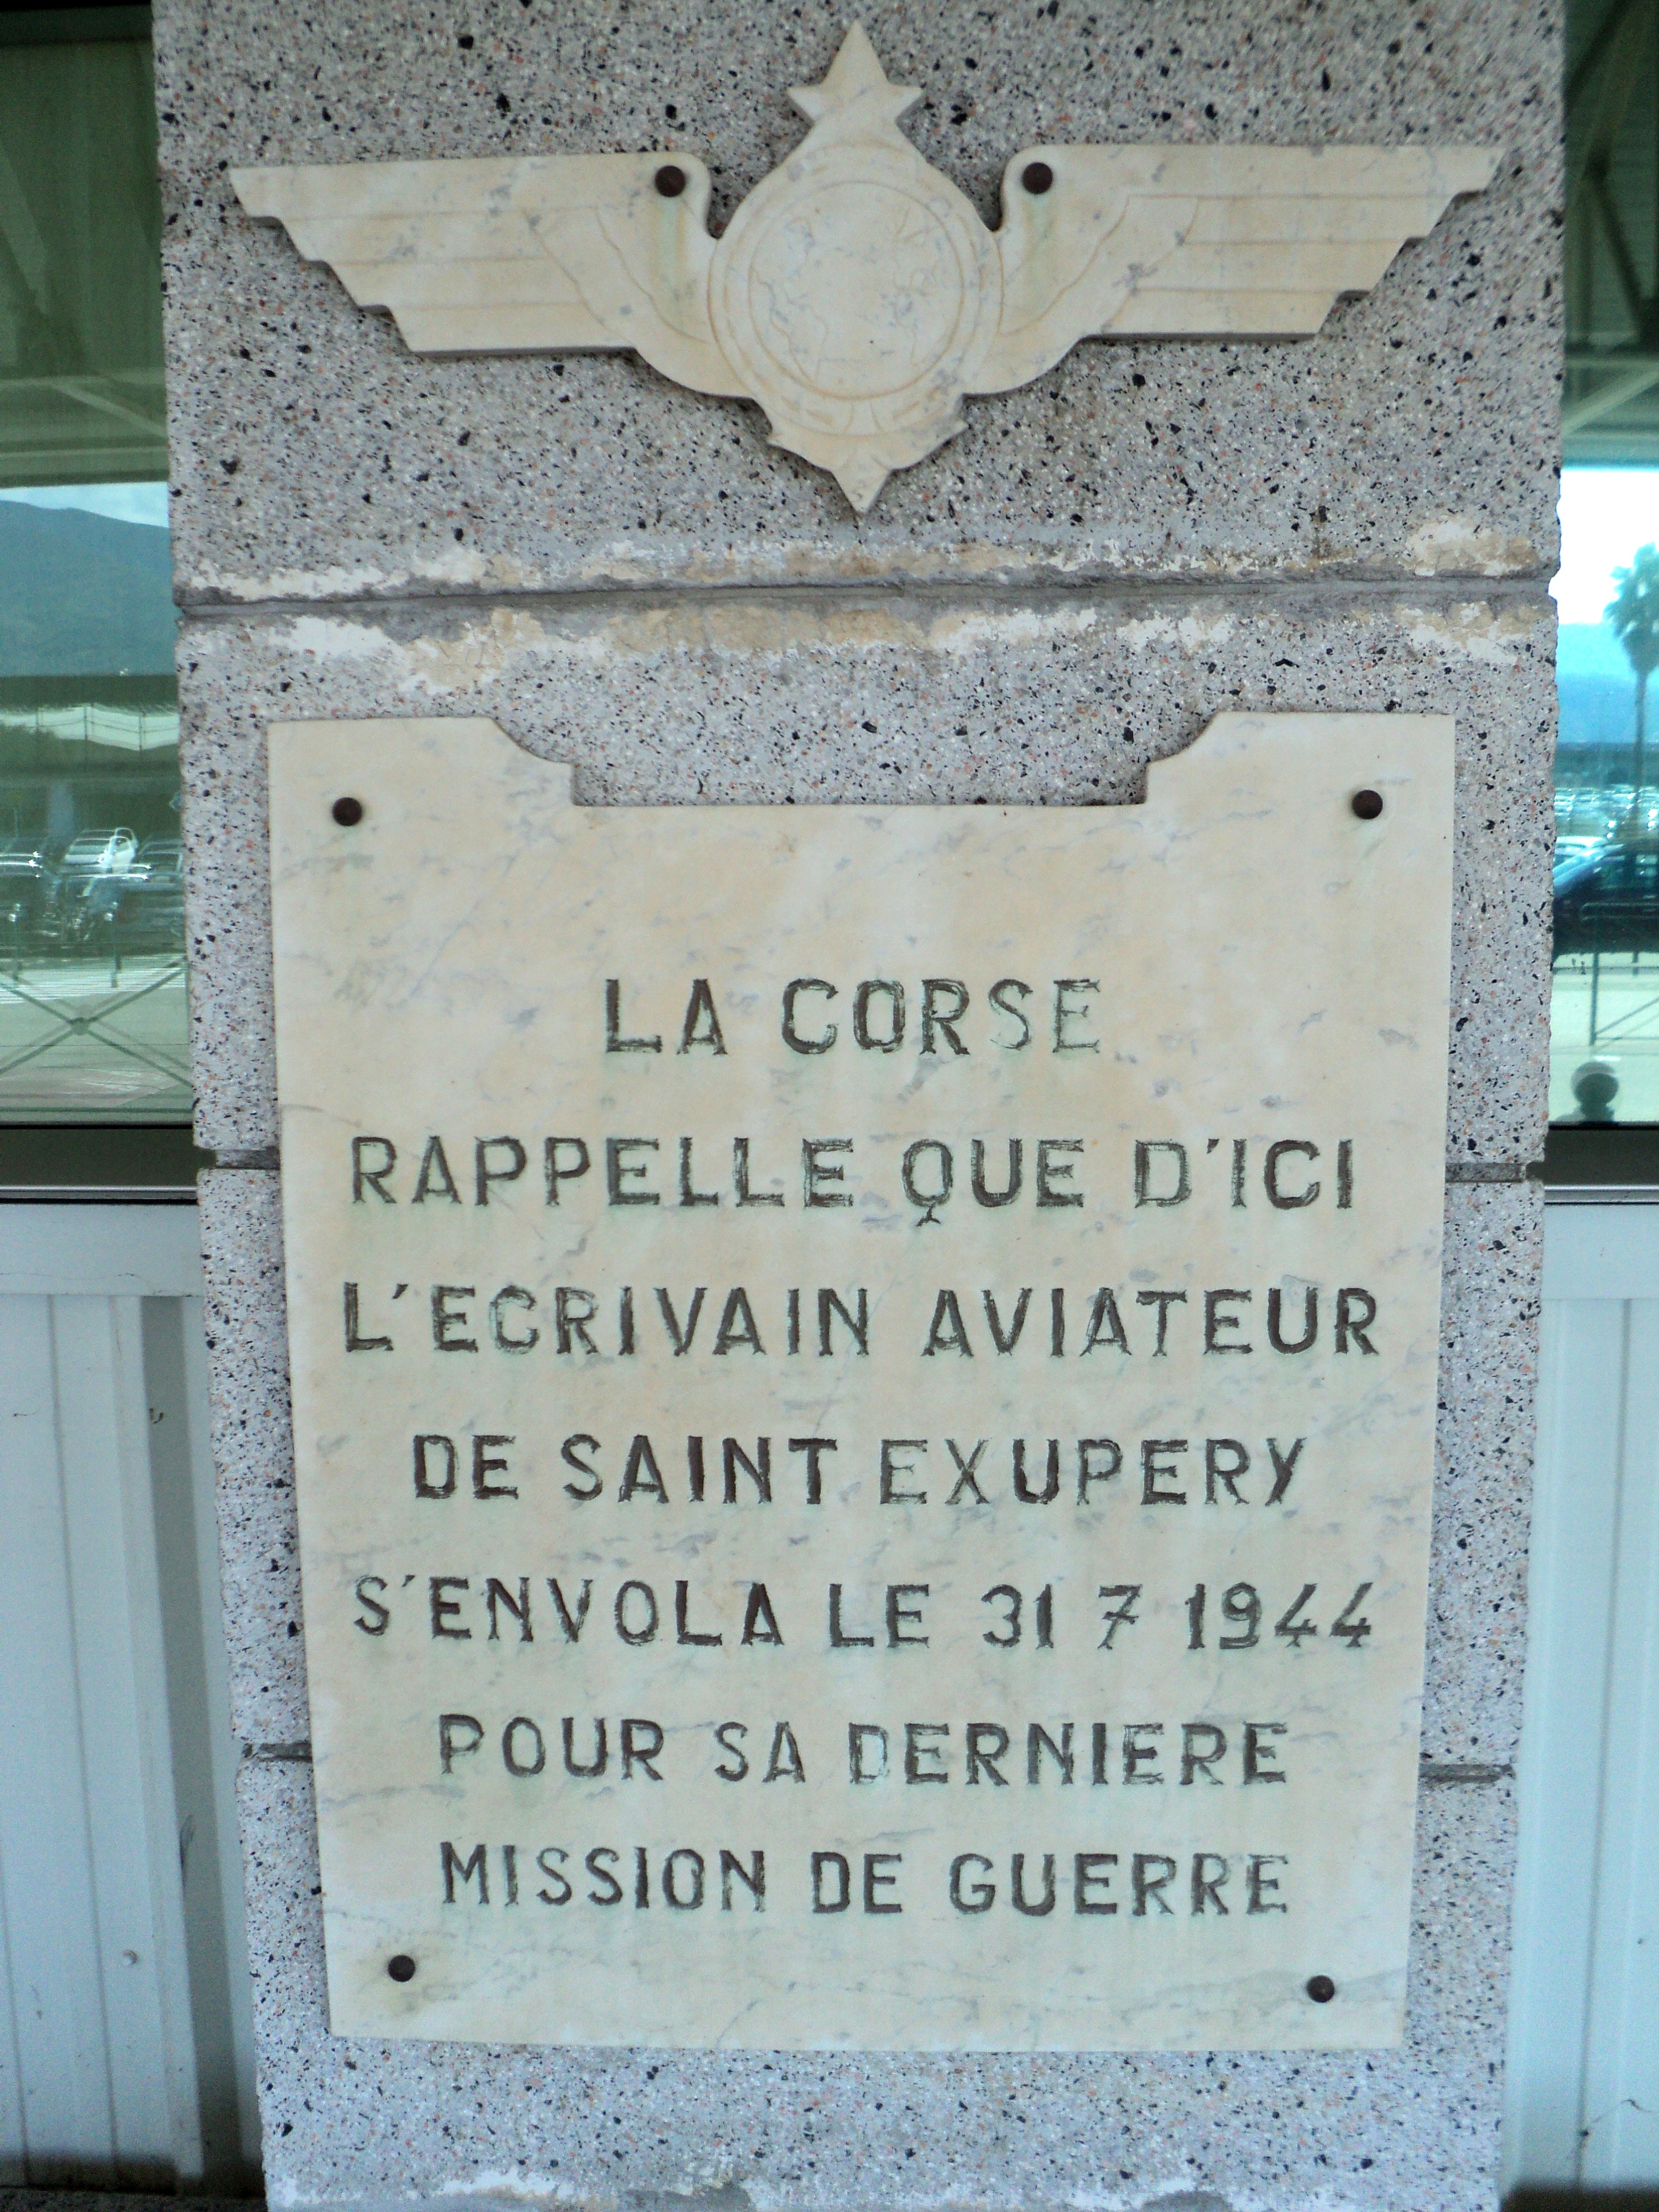 LA CORSE
RAPPELLE QUE D'ICI
L'ECRIVAIN AVIATEUR
DE SAINT EXUPERY
S'ENVOLA LE 31 7 1944
POUR SA DERNIERE
MISSION DE GUERRE